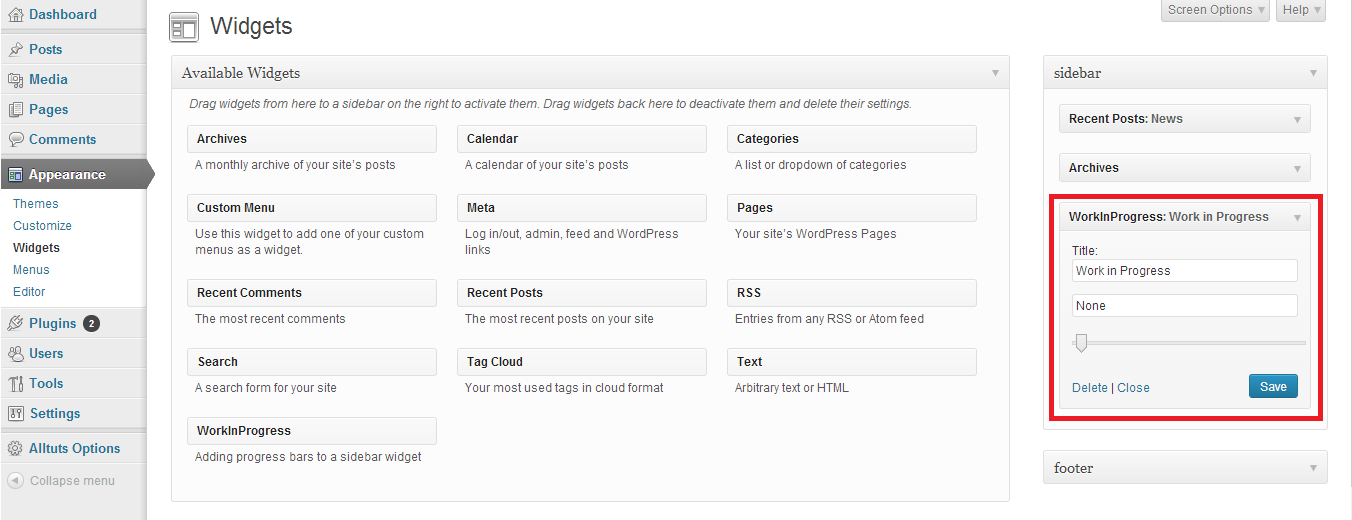 Dashboard
Posts
Media
Pages
Comments
Appearance
Themes
Customize
Widgets
Menus
Editor
Plugins 2
Users
Tools
Settings
Alltuts Options
Collapse menu
Screen Options
Help
Widgets
Available Widgets
Drag widgets from here to a sidebar on the right to activate them. Drag widgets back here to deactivate them and delete their settings.
Archives
A monthly archive of your site's posts
Calendar
A calendar of your site's posts
Categories
A list or dropdown of categories
Custom Menu
Use this widget to add one of your custom
menus as a widget.
Meta
Log in/out, admin, feed and WordPress
links
Pages
Your site's WordPress Pages
Recent Comments
The most recent comments
Recent Posts
The most recent posts on your site
RSS
Entries from any RSS or Atom feed
Search
A search form for your site
Tag Cloud
Your most used tags in cloud format
Text
Arbitrary text or HTML
WorkInProgress
Adding progress bars to a sidebar widget
sidebar
Recent Posts: News
Archives
WorkInProgress: Work in Progress
Title:
Work in Progress
None
Delete | Close
Save
footer